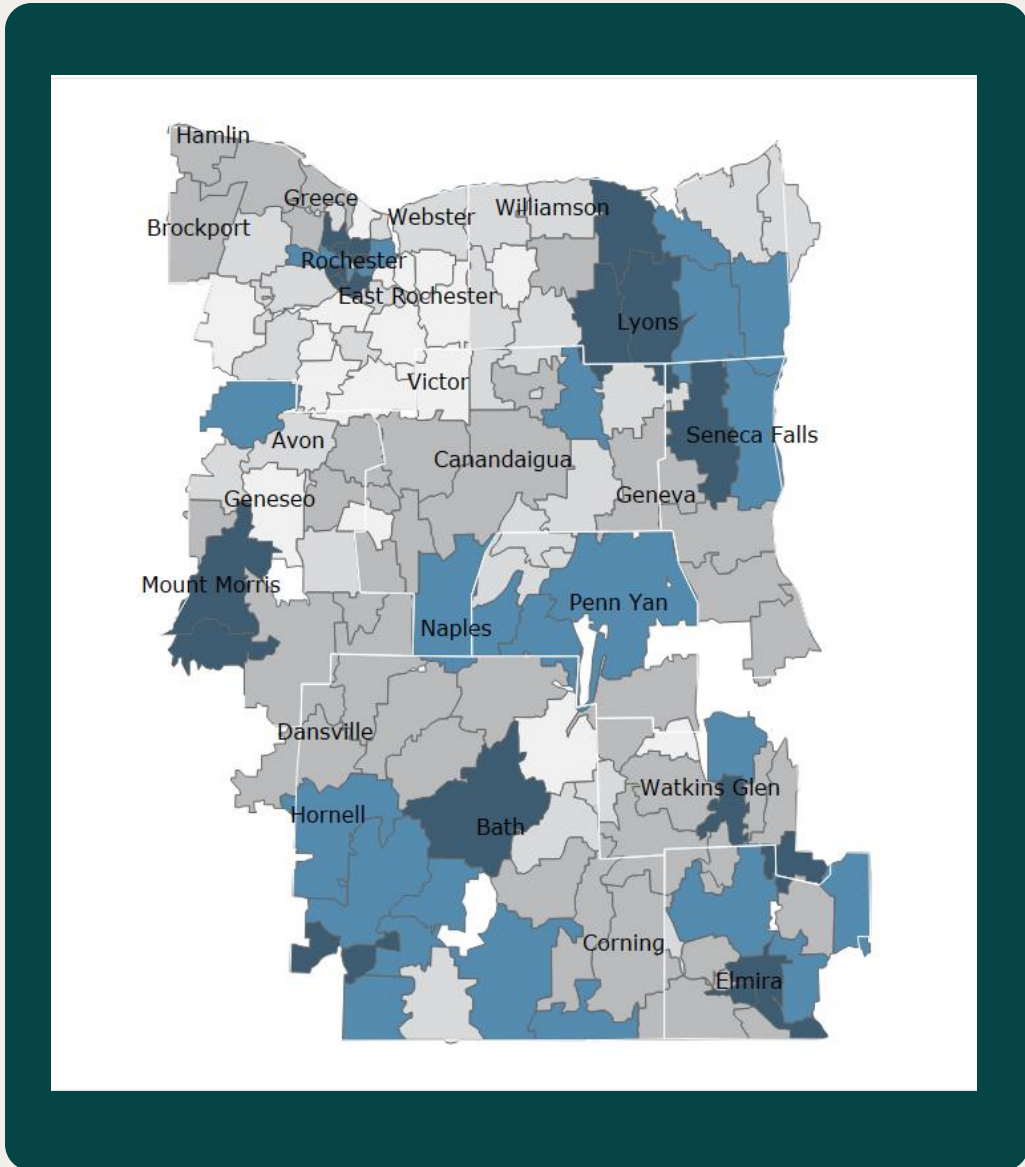 Hamlin
Greece
Brockport
Webster
Williamson
Rochester
East Rochester
Lyons
Victor
Avon
Seneca Falls
Canandaigua
Geneseo
Geneva
Mount Morris
Penn Yan
Naples
Dansville
Watkins Glen
Hornell
Bath
Corning
Elmira